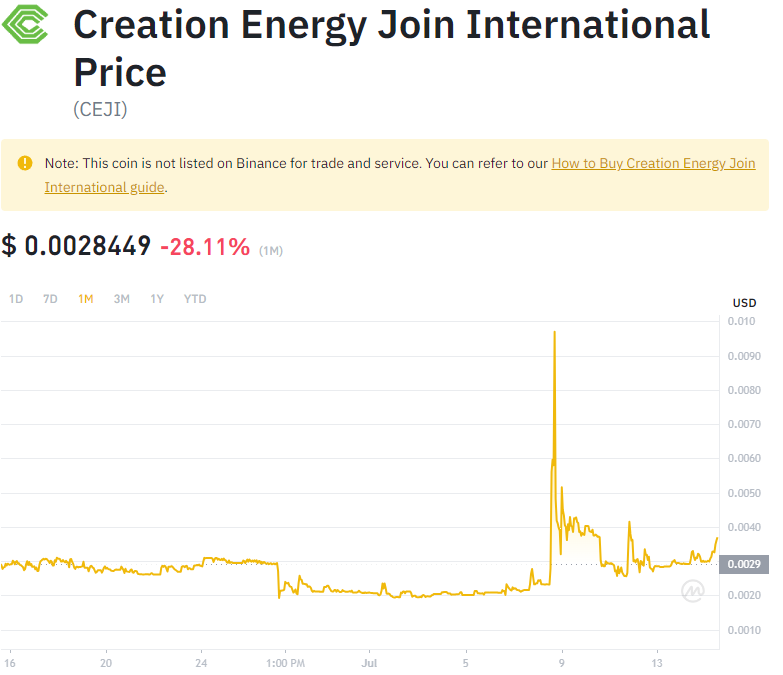 Creation Energy Join International
Price
(CEJI)
Note: This coin is not listed on Binance for trade and service. You can refer to our How to Buy Creation Energy Join
International guide.
$ 0.0028449 -28.11% (1M)
1D 7D 1M 3M 1Y YTD
USD
0.010
0.0090
0.0080
0.0070
0.0060
0.0050
0.0040
0.0029
0.0020
0.0010
16 20 24 1:00 PM Jul 5 9 13